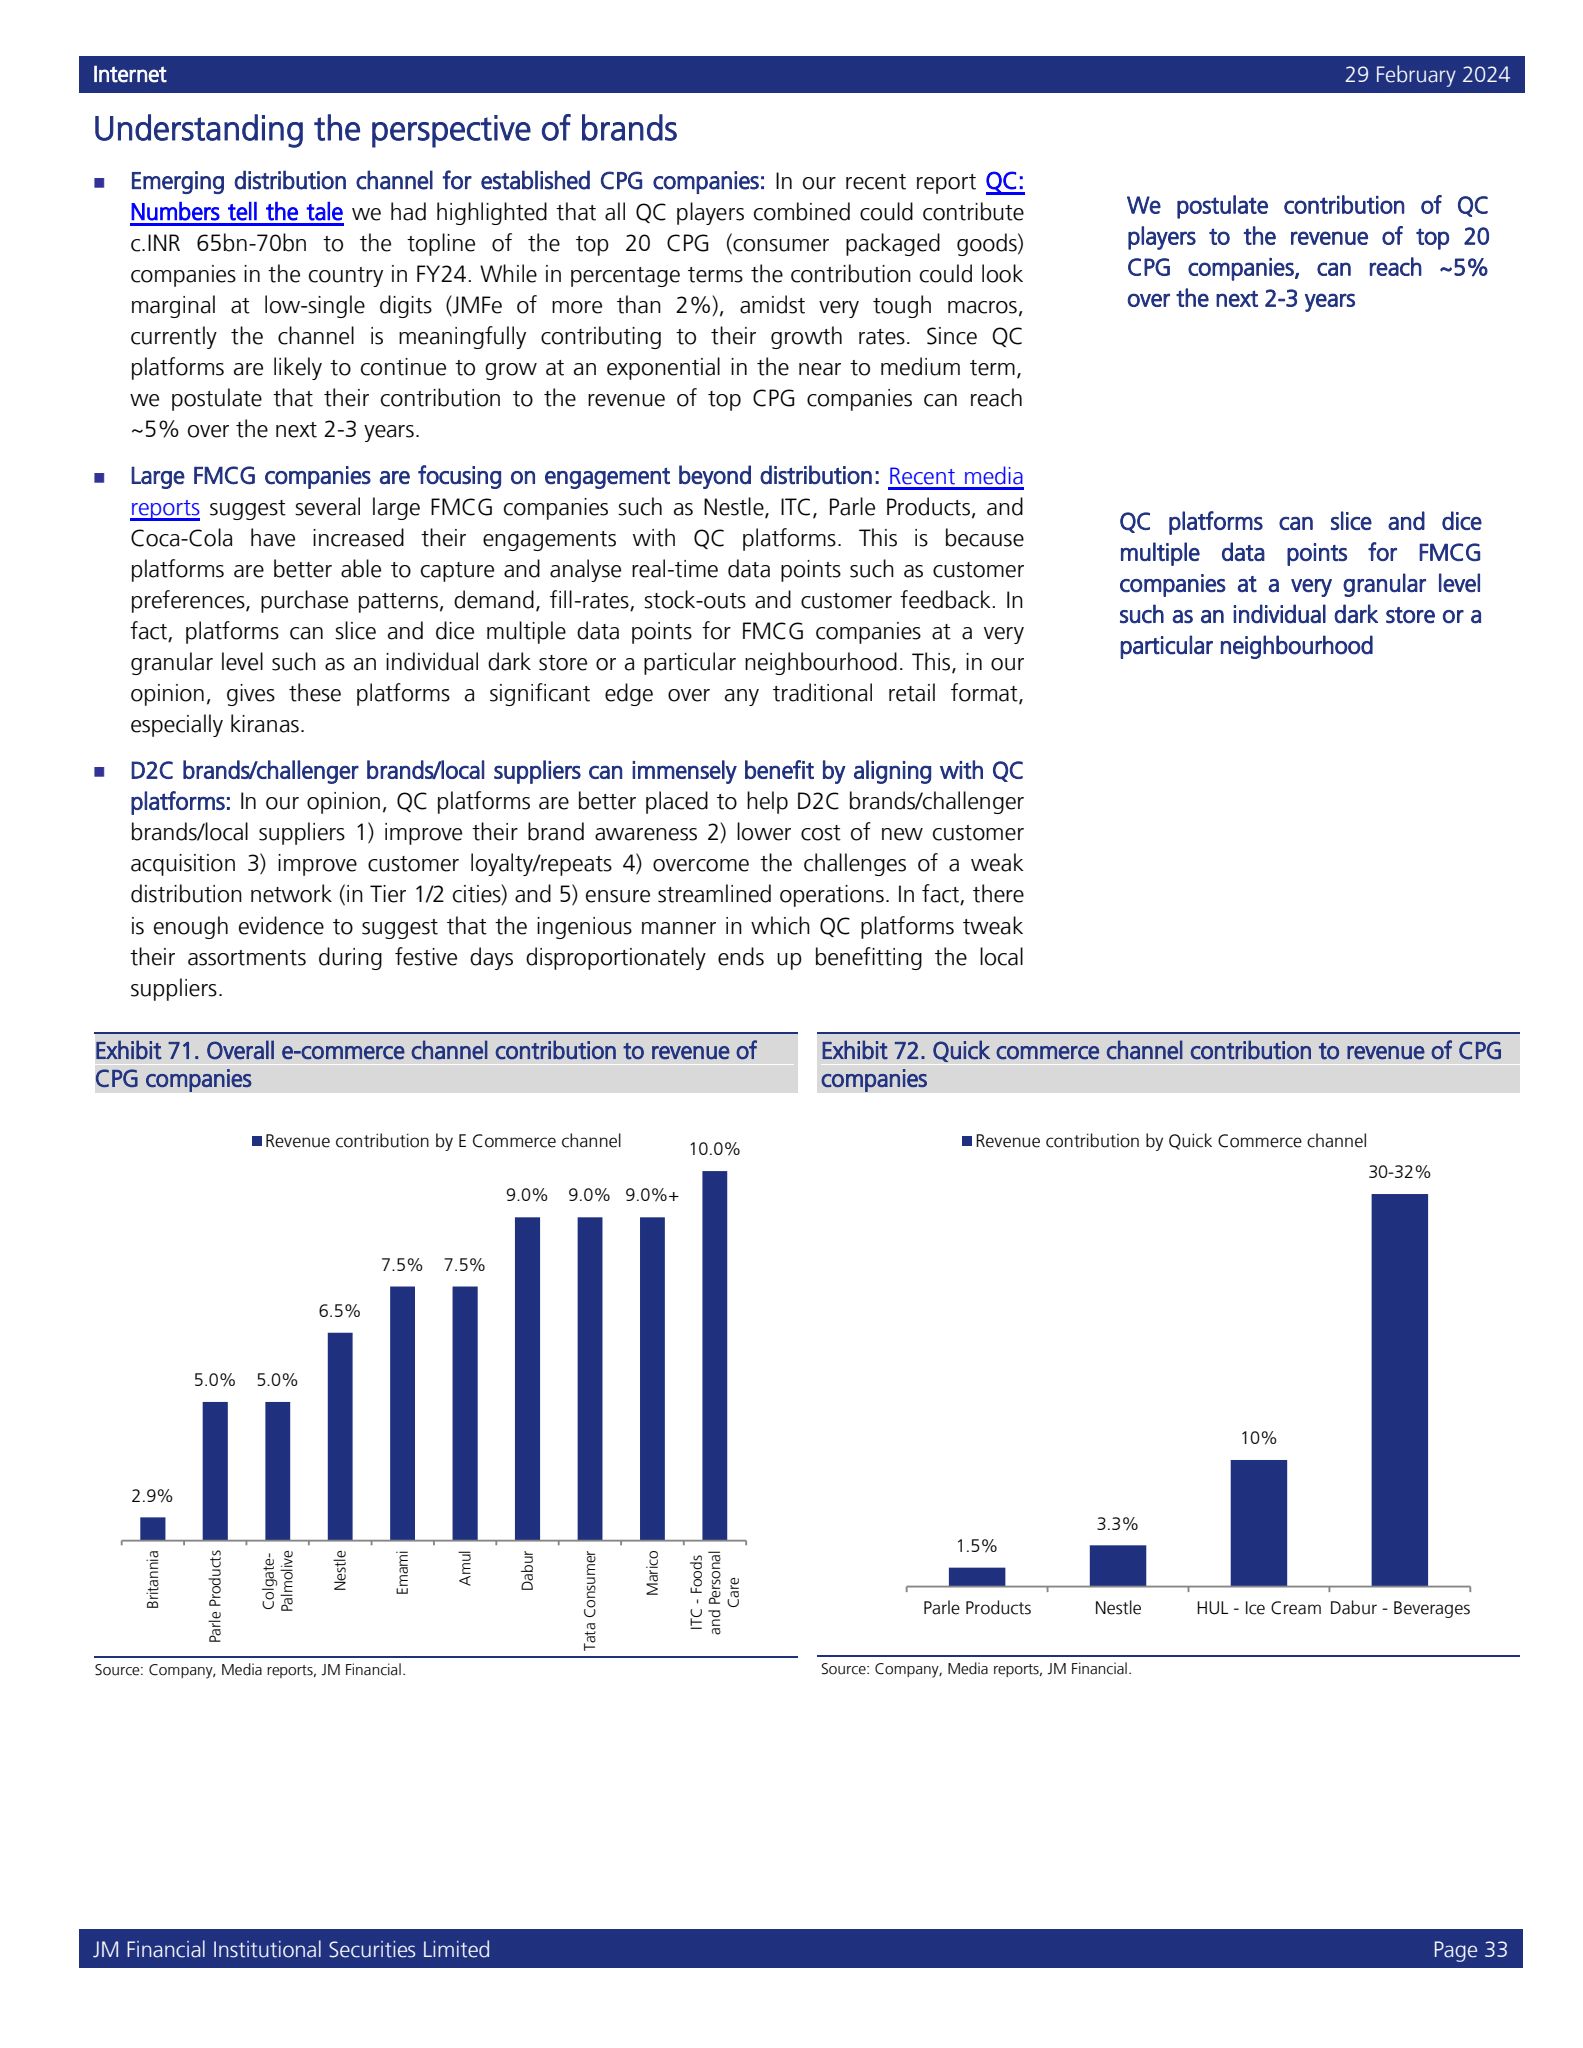 Internet
29 February 2024
Understanding the perspective of brands
■ Emerging distribution channel for established CPG companies: In our recent report QC:
Numbers tell the tale we had highlighted that all QC players combined could contribute
c.INR 65bn-70bn to the topline of the top 20 CPG (consumer packaged goods)
companies in the country in FY24. While in percentage terms the contribution could look
marginal at low-single digits (JMFe of more than 2%), amidst very tough macros,
currently the channel is meaningfully contributing to their growth rates. Since QC
platforms are likely to continue to grow at an exponential in the near to medium term,
we postulate that their contribution to the revenue of top CPG companies can reach
~5% over the next 2-3 years.
We postulate contribution of QC
players to the revenue of top 20
CPG companies, can reach ~5%
over the next 2-3 years
■ Large FMCG companies are focusing on engagement beyond distribution: Recent media
reports suggest several large FMCG companies such as Nestle, ITC, Parle Products, and
Coca-Cola have increased their engagements with QC platforms. This is because
platforms are better able to capture and analyse real-time data points such as customer
preferences, purchase patterns, demand, fill-rates, stock-outs and customer feedback. In
fact, platforms can slice and dice multiple data points for FMCG companies at a very
granular level such as an individual dark store or a particular neighbourhood. This, in our
opinion, gives these platforms a significant edge over any traditional retail format,
especially kiranas.
QC platforms can slice and dice
multiple data points for FMCG
companies at a very granular level
such as an individual dark store or a
particular neighbourhood
■ D2C brands/challenger brands/local suppliers can immensely benefit by aligning with QC
platforms: In our opinion, QC platforms are better placed to help D2C brands/challenger
brands/local suppliers 1) improve their brand awareness 2) lower cost of new customer
acquisition 3) improve customer loyalty/repeats 4) overcome the challenges of a weak
distribution network (in Tier 1/2 cities) and 5) ensure streamlined operations. In fact, there
is enough evidence to suggest that the ingenious manner in which QC platforms tweak
their assortments during festive days disproportionately ends up benefitting the local
suppliers.
Exhibit 71. Overall e-commerce channel contribution to revenue of
CPG companies
Revenue contribution by E Commerce channel
2.9%
5.0%
5.0%
6.5%
7.5%
7.5%
9.0%
9.0%
9.0%+
10.0%
Britannia
Parle Products
Colgate-
Palmolive
Nestle
Emami
Amul
Dabur
Tata Consumer
Marico
ITC - Foods
and Personal
Care
Source: Company, Media reports, JM Financial.
Exhibit 72. Quick commerce channel contribution to revenue of CPG
companies
Revenue contribution by Quick Commerce channel
1.5%
3.3%
10%
30-32%
Parle Products
Nestle
HUL - Ice Cream
Dabur - Beverages
Source: Company, Media reports, JM Financial.
JM Financial Institutional Securities Limited
Page 33